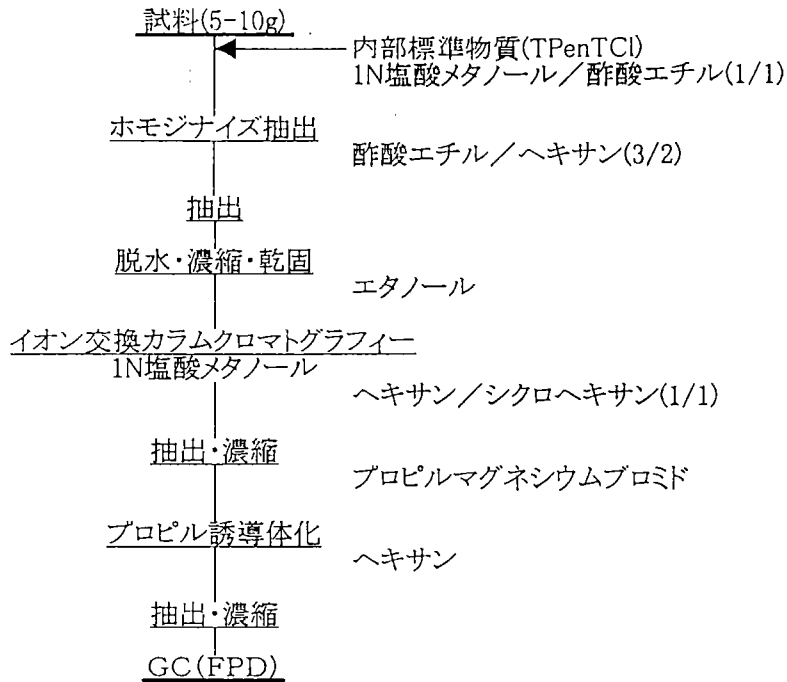 試料(5-10g)
内部標準物質(TPenTCl)
1N塩酸メタノール／酢酸エチル(1/1)
ホモジナイズ抽出
酢酸エチル／ヘキサン(3/2)
抽出
脱水・濃縮・乾固
エタノール
イオン交換カラムクロマトグラフィー
1N塩酸メタノール
ヘキサン／シクロヘキサン(1/1)
抽出・濃縮
プロピルマグネシウムブロミド
プロピル誘導体化
ヘキサン
抽出・濃縮
GC(FPD)